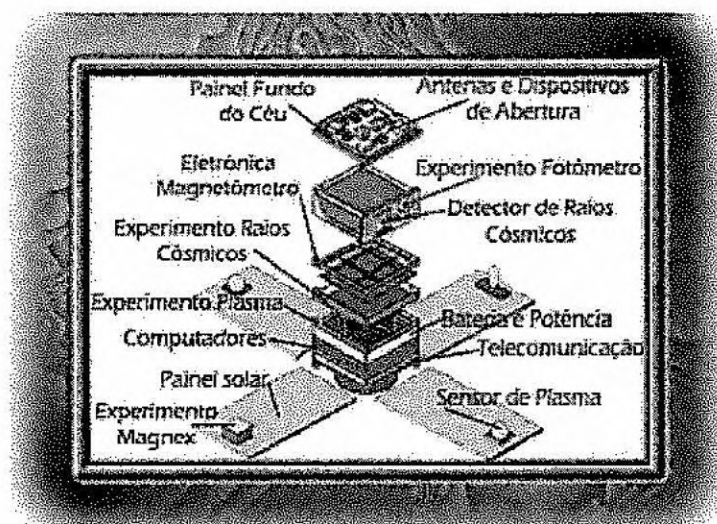 Painel Fundo
do Céu
Antenas e Dispositivos
de Abertura
Eletrônica
Magnetômetro
Experimento Fotômetro
Detector de Raios
Cósmicos
Experimento Raios
Cósmicos
Experimento Plasma
Bateria e Potência
Computadores
Telecomunicação
Painel solar
Experimento
Magnex
Sensor de Plasma